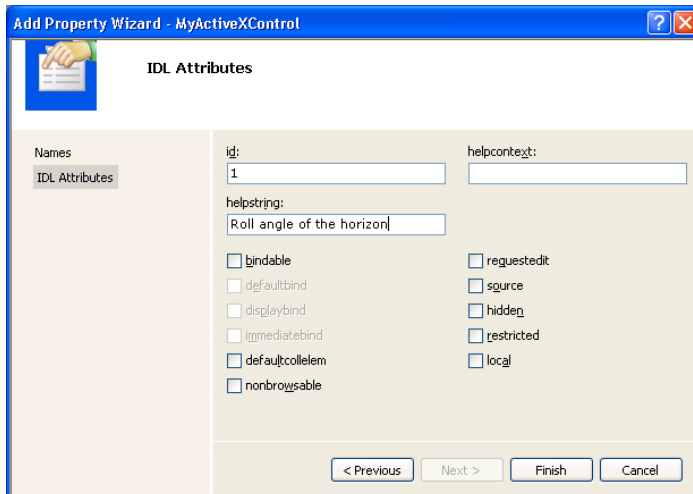 Add Property Wizard - MyActiveXControl
IDL Attributes
Names
IDL Attributes
id:
helpcontext:
1
helpstring:
Roll angle of the horizon
bindable
requestedit
defaultbind
source
displaybind
hidden
immediatebind
restricted
defaultcollelem
local
nonbrowsable
< Previous
Next >
Finish
Cancel